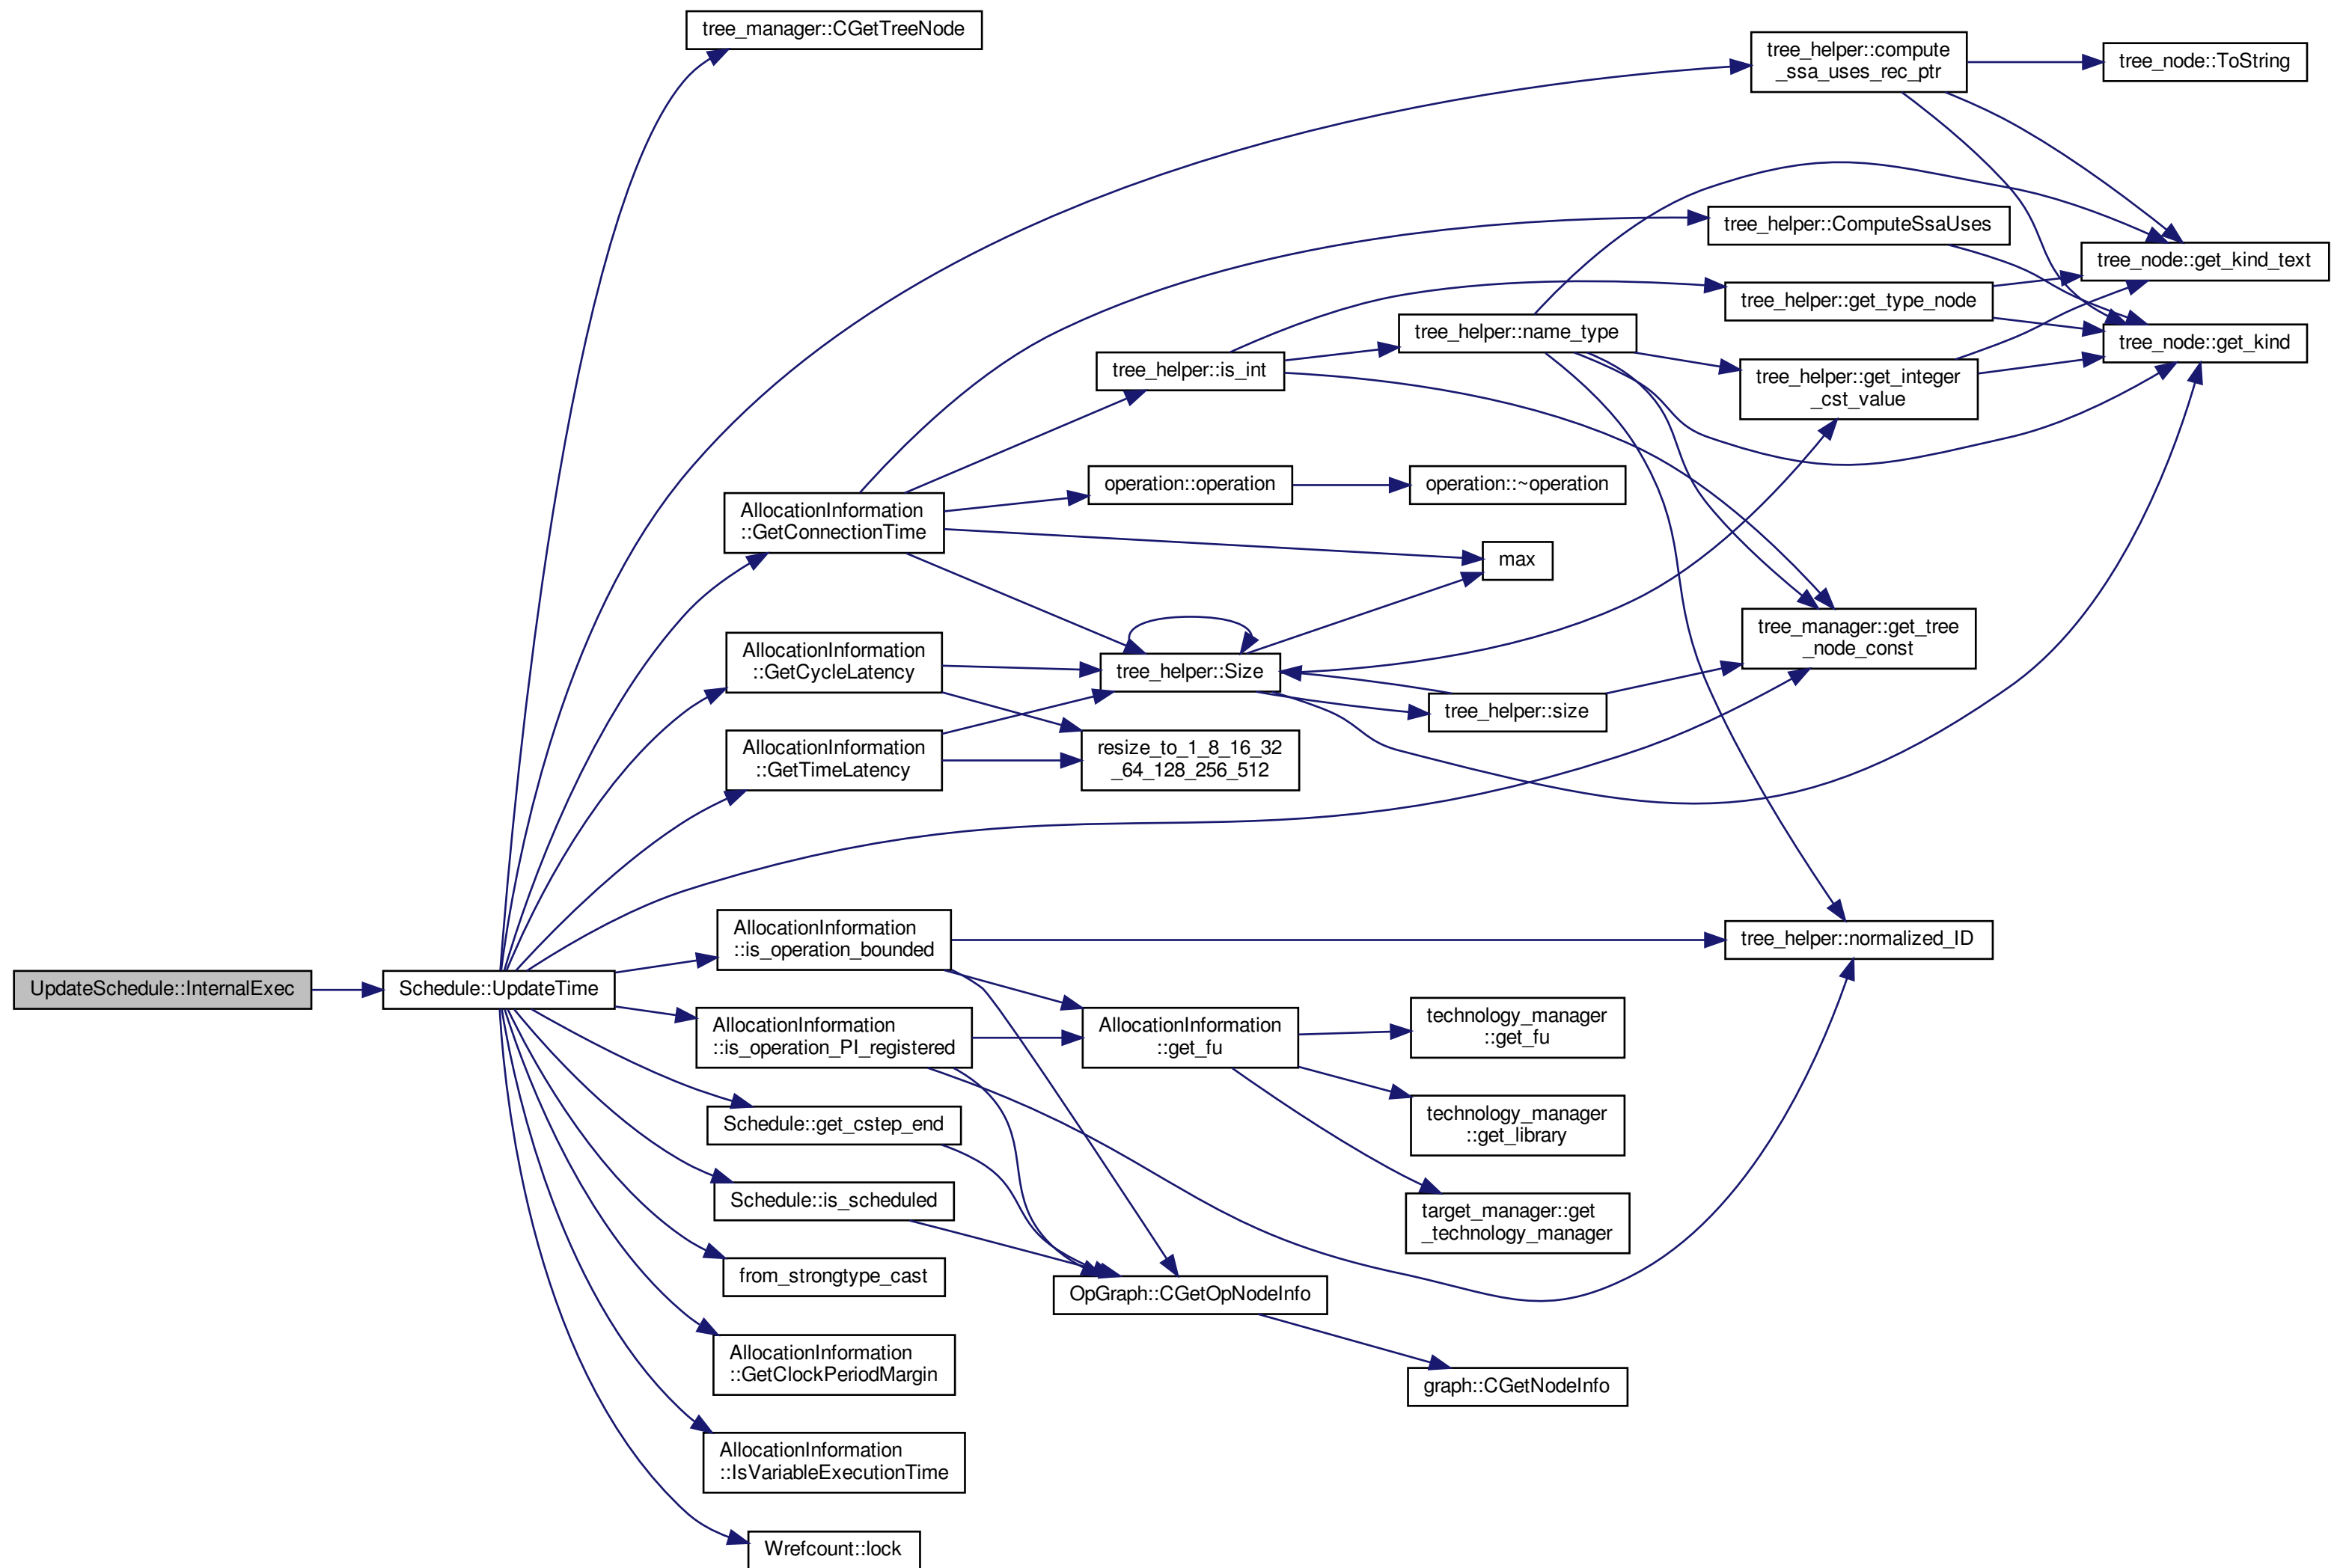 tree_manager::CGetTreeNode
tree_helper::compute
_ssa_uses_rec_ptr
tree_node::ToString
tree_helper::ComputeSsaUses
tree_node::get_kind_text
tree_helper::get_type_node
tree_helper::name_type
tree_node::get_kind
tree_helper::is_int
tree_helper::get_integer
_cst_value
operation::operation
operation::~operation
AllocationInformation
::GetConnectionTime
max
tree_manager::get_tree
_node_const
AllocationInformation
::GetCycleLatency
tree_helper::Size
tree_helper::size
AllocationInformation
::GetTimeLatency
resize_to_1_8_16_32
_64_128_256_512
AllocationInformation
::is_operation_bounded
tree_helper::normalized_ID
UpdateSchedule::InternalExec
Schedule::UpdateTime
AllocationInformation
::is_operation_PI_registered
AllocationInformation
::get_fu
technology_manager
::get_fu
Schedule::get_cstep_end
technology_manager
::get_library
Schedule::is_scheduled
target_manager::get
_technology_manager
from_strongtype_cast
OpGraph::CGetOpNodeInfo
AllocationInformation
::GetClockPeriodMargin
graph::CGetNodeInfo
AllocationInformation
::IsVariableExecutionTime
Wrefcount::lock